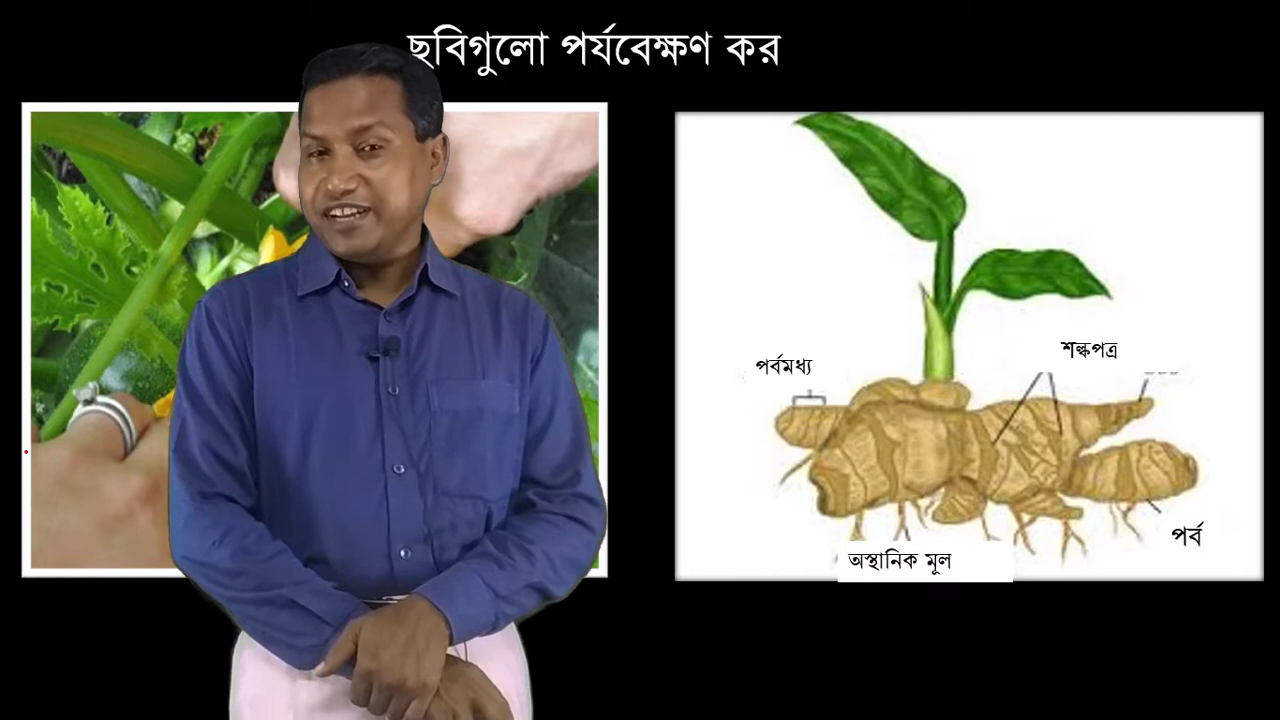 ছবিগুলো পর্যবেক্ষণ কর
শল্কপত্র
পর্বমধ্য
পর্ব
অস্থানিক মূল